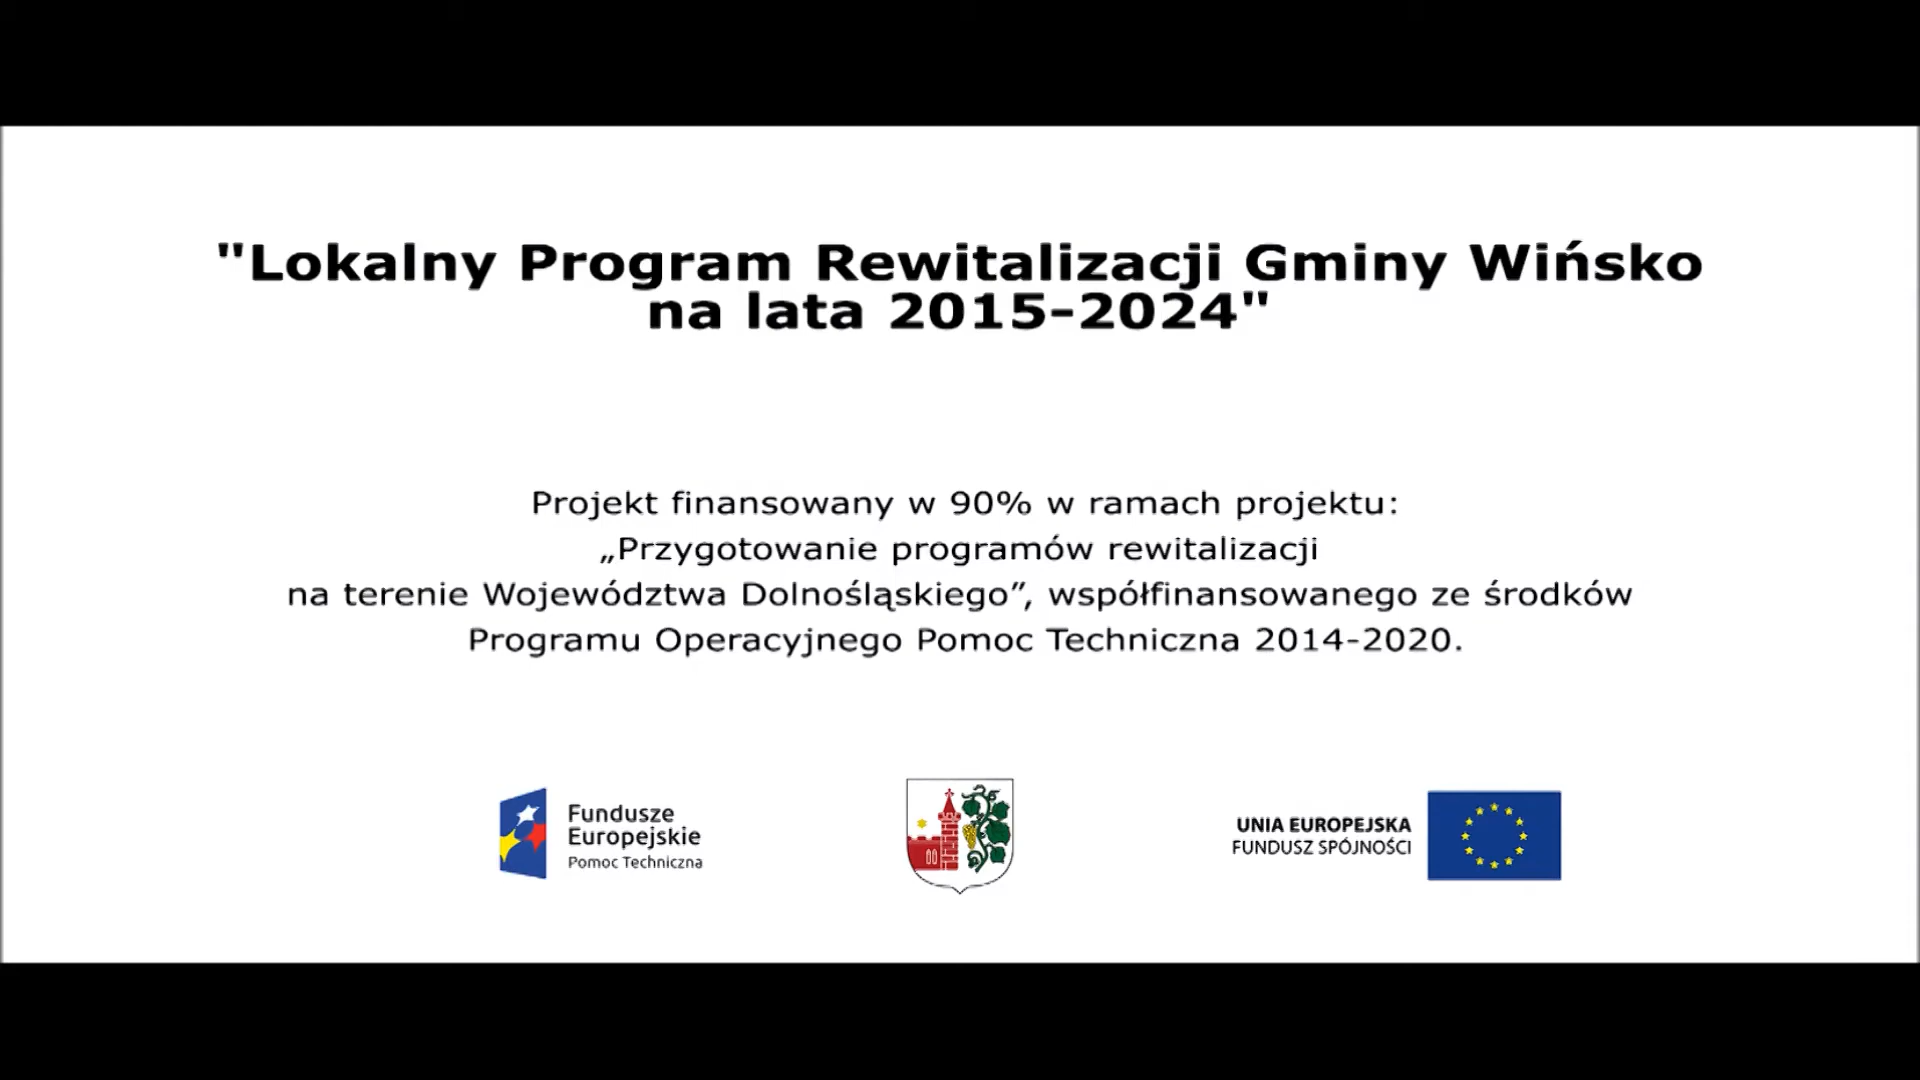 "Lokalny Program Rewitalizacji Gminy Wińsko
na lata 2015-2024"
Projekt finansowany w 90% w ramach projektu:
„Przygotowanie programów rewitalizacji
na terenie Województwa Dolnośląskiego”, współfinansowanego ze środków
Programu Operacyjnego Pomoc Techniczna 2014-2020.
Fundusze
Europejskie
Pomoc Techniczna
UNIA EUROPEJSKA
FUNDUSZ SPÓJNOŚCI